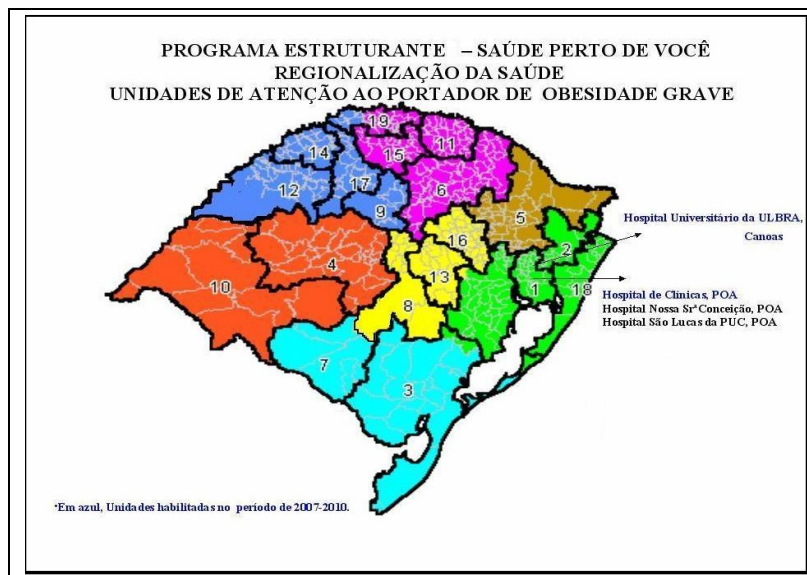 PROGRAMA ESTRUTURANTE – SAÚDE PERTO DE VOCÊ
REGIONALIZAÇÃO DA SAÚDE
UNIDADES DE ATENÇÃO AO PORTADOR DE OBESIDADE GRAVE
19
14
15
11
12
17
6
9
5
16
2
4
13
10
1
18
8
7
3
Hospital Universitário da ULBRA,
Canoas
Hospital de Clínicas, POA
Hospital Nossa Srª Conceição, POA
Hospital São Lucas da PUC, POA
*Em azul, Unidades habilitadas no período de 2007-2010.